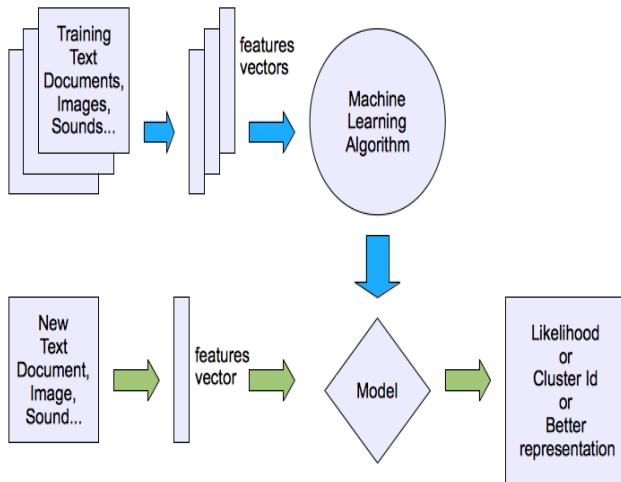 Training
Text
Documents,
Images,
Sounds...
features
vectors
Machine
Learning
Algorithm
New
Text
Document,
Image,
Sound...
features
vector
Model
Likelihood
or
Cluster Id
or
Better
representation